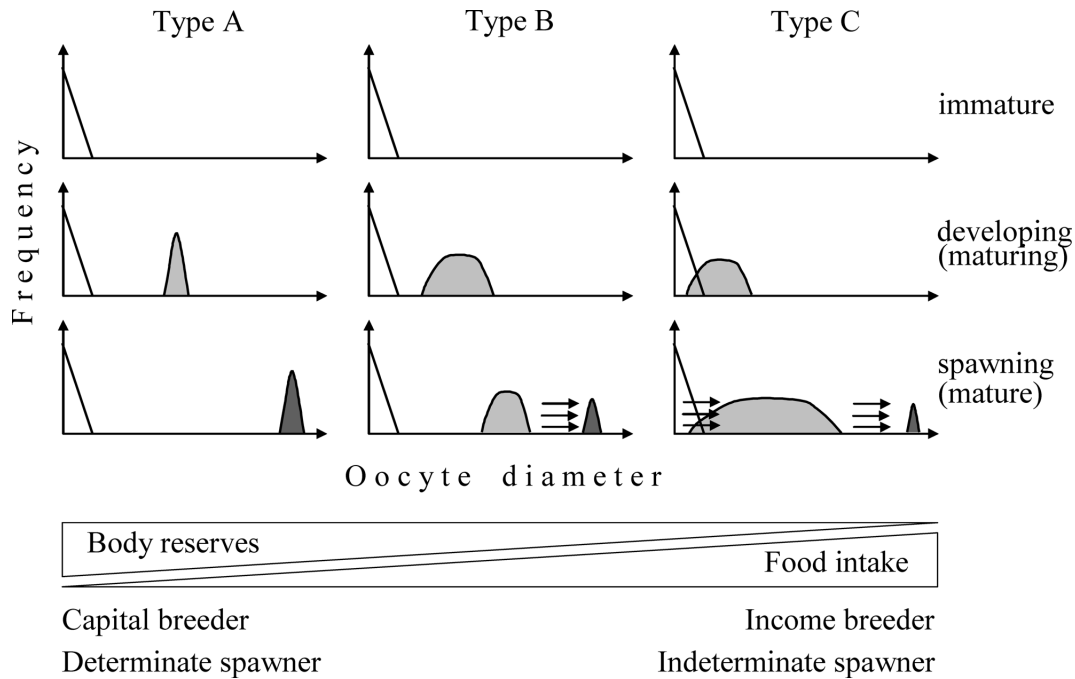 Type A
Type B
Type C
immature
developing
(maturing)
spawning
(mature)
Frequency
Oocyte diameter
Body reserves
Food intake
Capital breeder
Income breeder
Determinate spawner
Indeterminate spawner